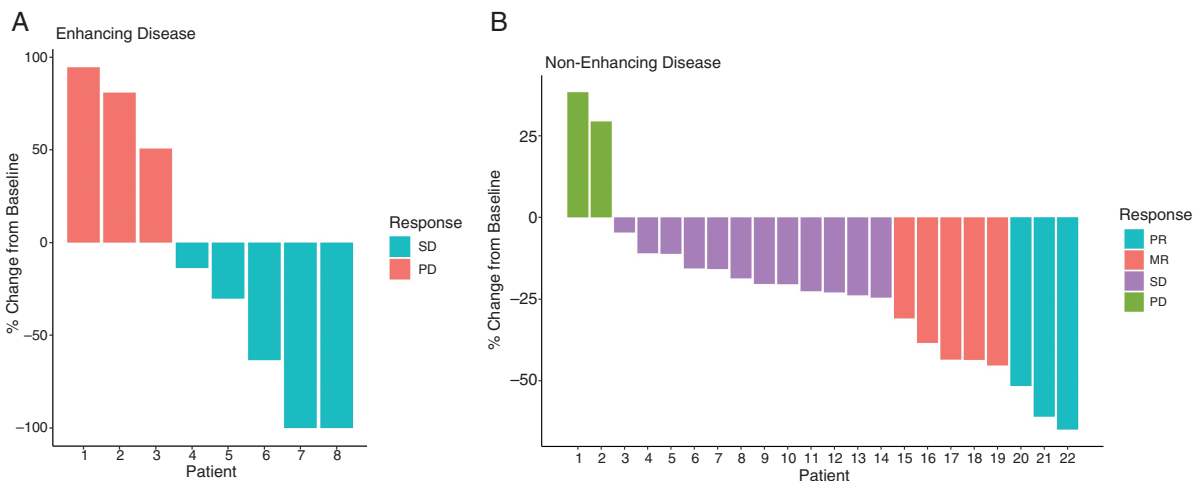 A
Enhancing Disease
% Change from Baseline
100
50
0
−50
−100
1 2 3 4 5 6 7 8
Patient
Response
SD
PD
B
Non-Enhancing Disease
% Change from Baseline
25
0
−25
−50
1 2 3 4 5 6 7 8 9 10 11 12 13 14 15 16 17 18 19 20 21 22
Patient
Response
PR
MR
SD
PD